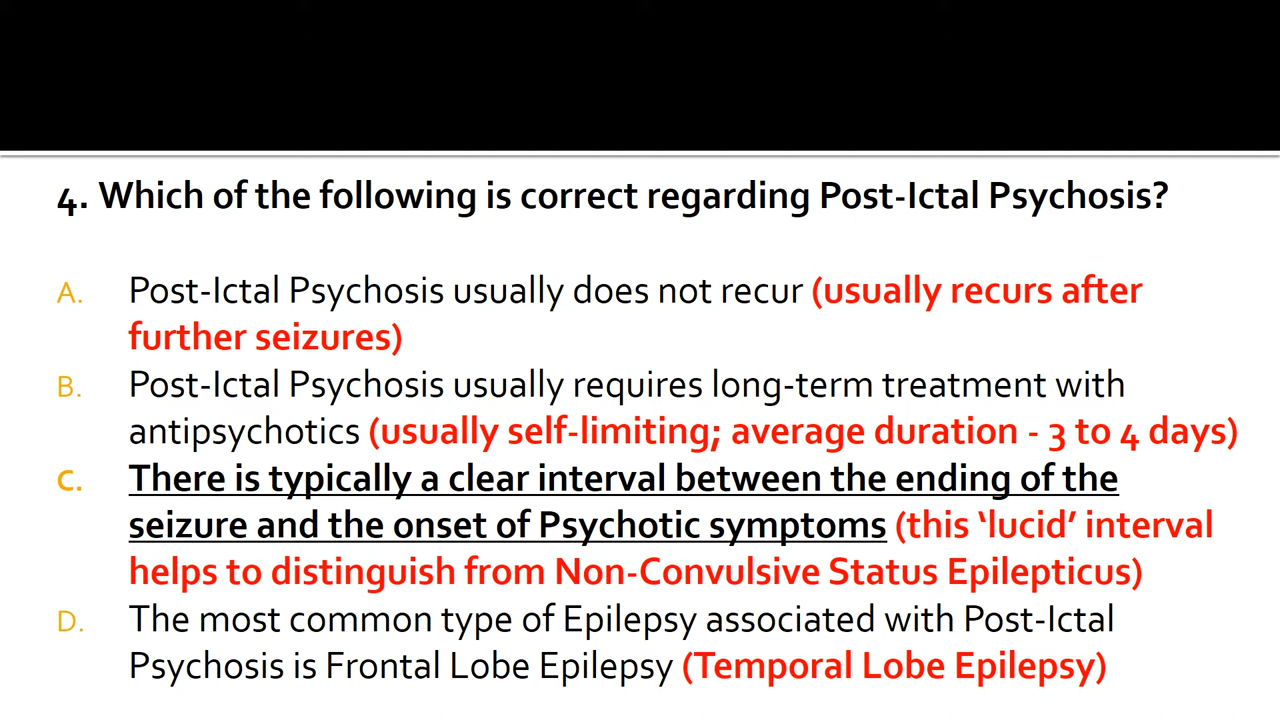 4. Which of the following is correct regarding Post-Ictal Psychosis?
A. Post-Ictal Psychosis usually does not recur (usually recurs after
further seizures)
B. Post-Ictal Psychosis usually requires long-term treatment with
antipsychotics (usually self-limiting; average duration - 3 to 4 days)
C. There is typically a clear interval between the ending of the
seizure and the onset of Psychotic symptoms (this ‘lucid’ interval
helps to distinguish from Non-Convulsive Status Epilepticus)
D. The most common type of Epilepsy associated with Post-Ictal
Psychosis is Frontal Lobe Epilepsy (Temporal Lobe Epilepsy)